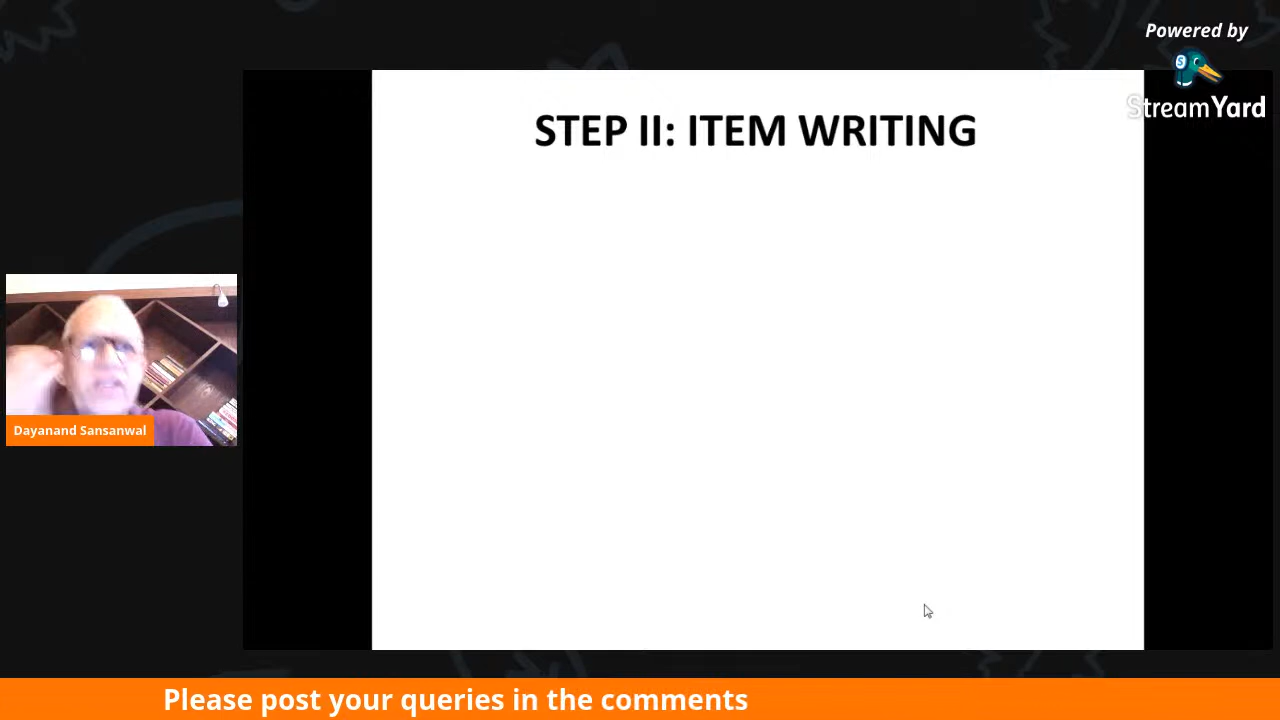 Powered by
StreamYard
STEP II: ITEM WRITING
Dayanand Sansanwal
Please post your queries in the comments